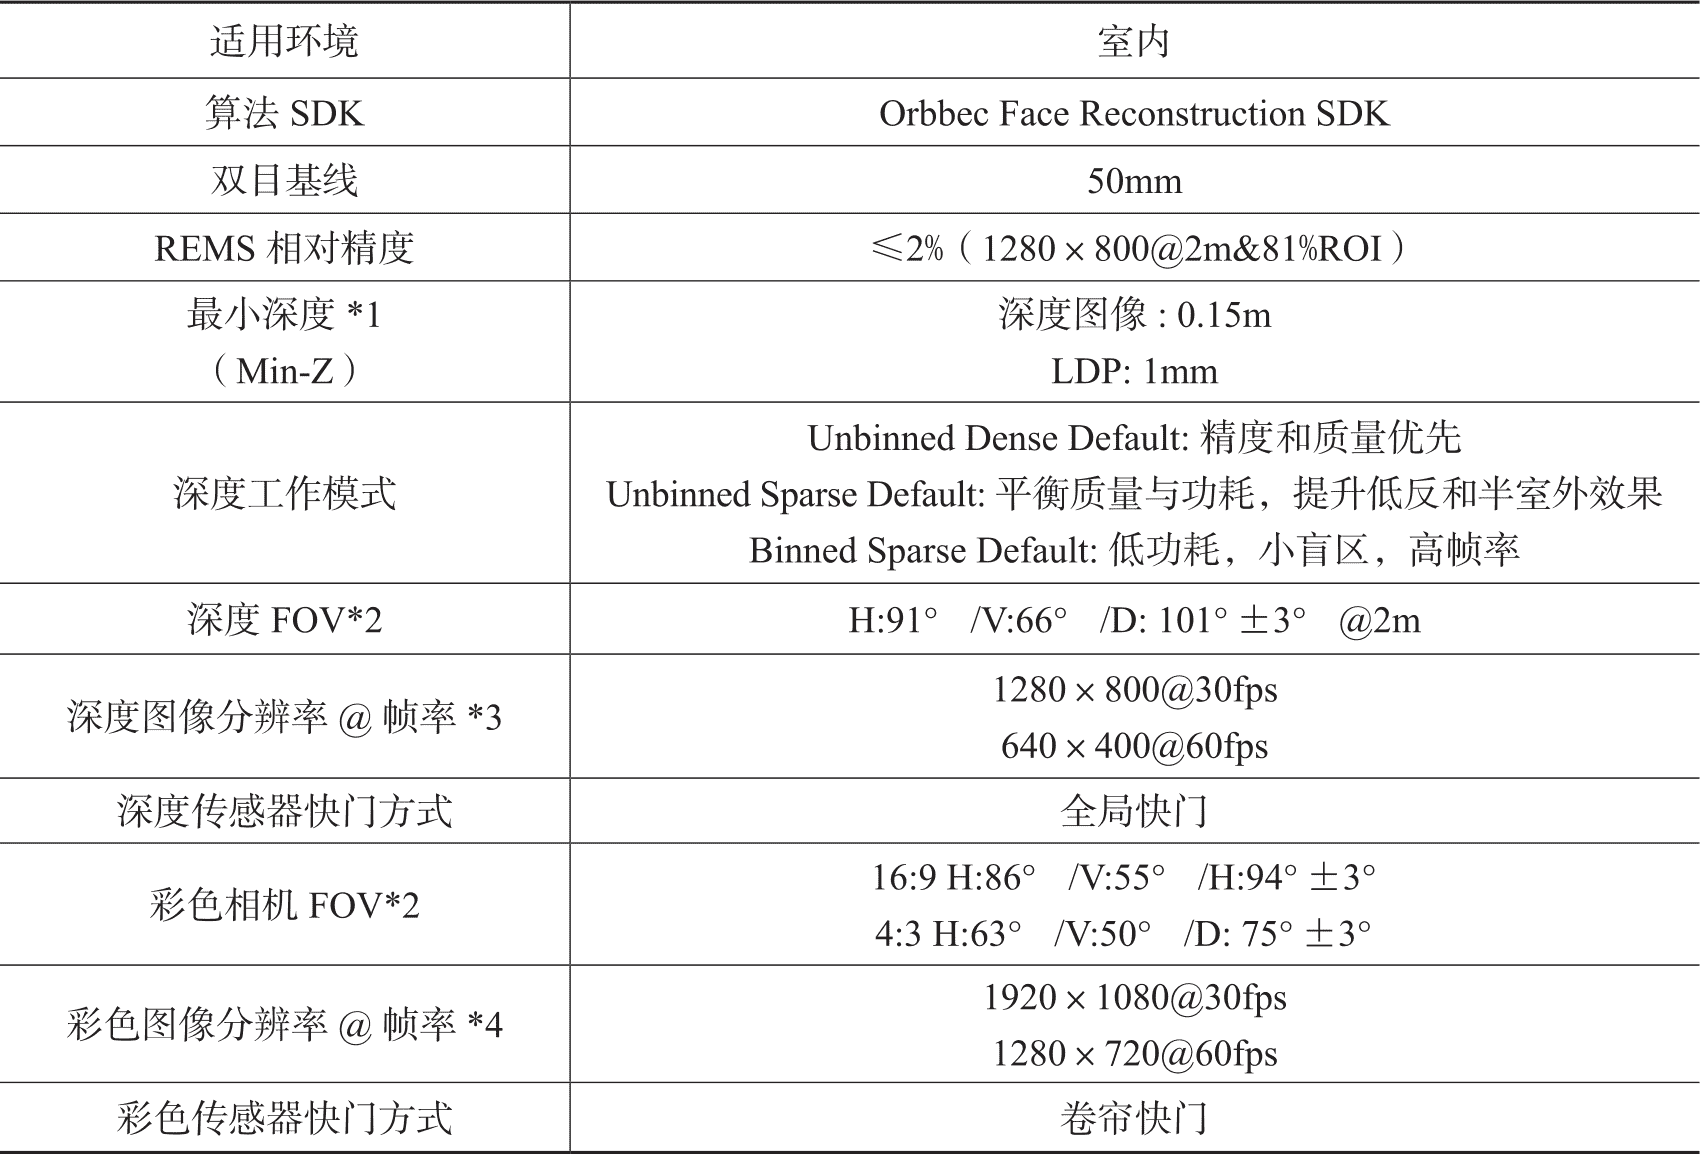 适用环境
室内
算法 SDK
Orbbec Face Reconstruction SDK
双目基线
50mm
REMS 相对精度
≤2%（1280 × 800@2m&81%ROI）
最小深度 *1
（Min-Z）
深度图像 : 0.15m
LDP: 1mm
深度工作模式
Unbinned Dense Default: 精度和质量优先
Unbinned Sparse Default: 平衡质量与功耗，提升低反和半室外效果
Binned Sparse Default: 低功耗，小盲区，高帧率
深度 FOV*2
H:91° /V:66° /D: 101° ±3° @2m
深度图像分辨率 @ 帧率 *3
1280 × 800@30fps
640 × 400@60fps
深度传感器快门方式
全局快门
彩色相机 FOV*2
16:9 H:86° /V:55° /H:94° ±3°
4:3 H:63° /V:50° /D: 75° ±3°
彩色图像分辨率 @ 帧率 *4
1920 × 1080@30fps
1280 × 720@60fps
彩色传感器快门方式
卷帘快门